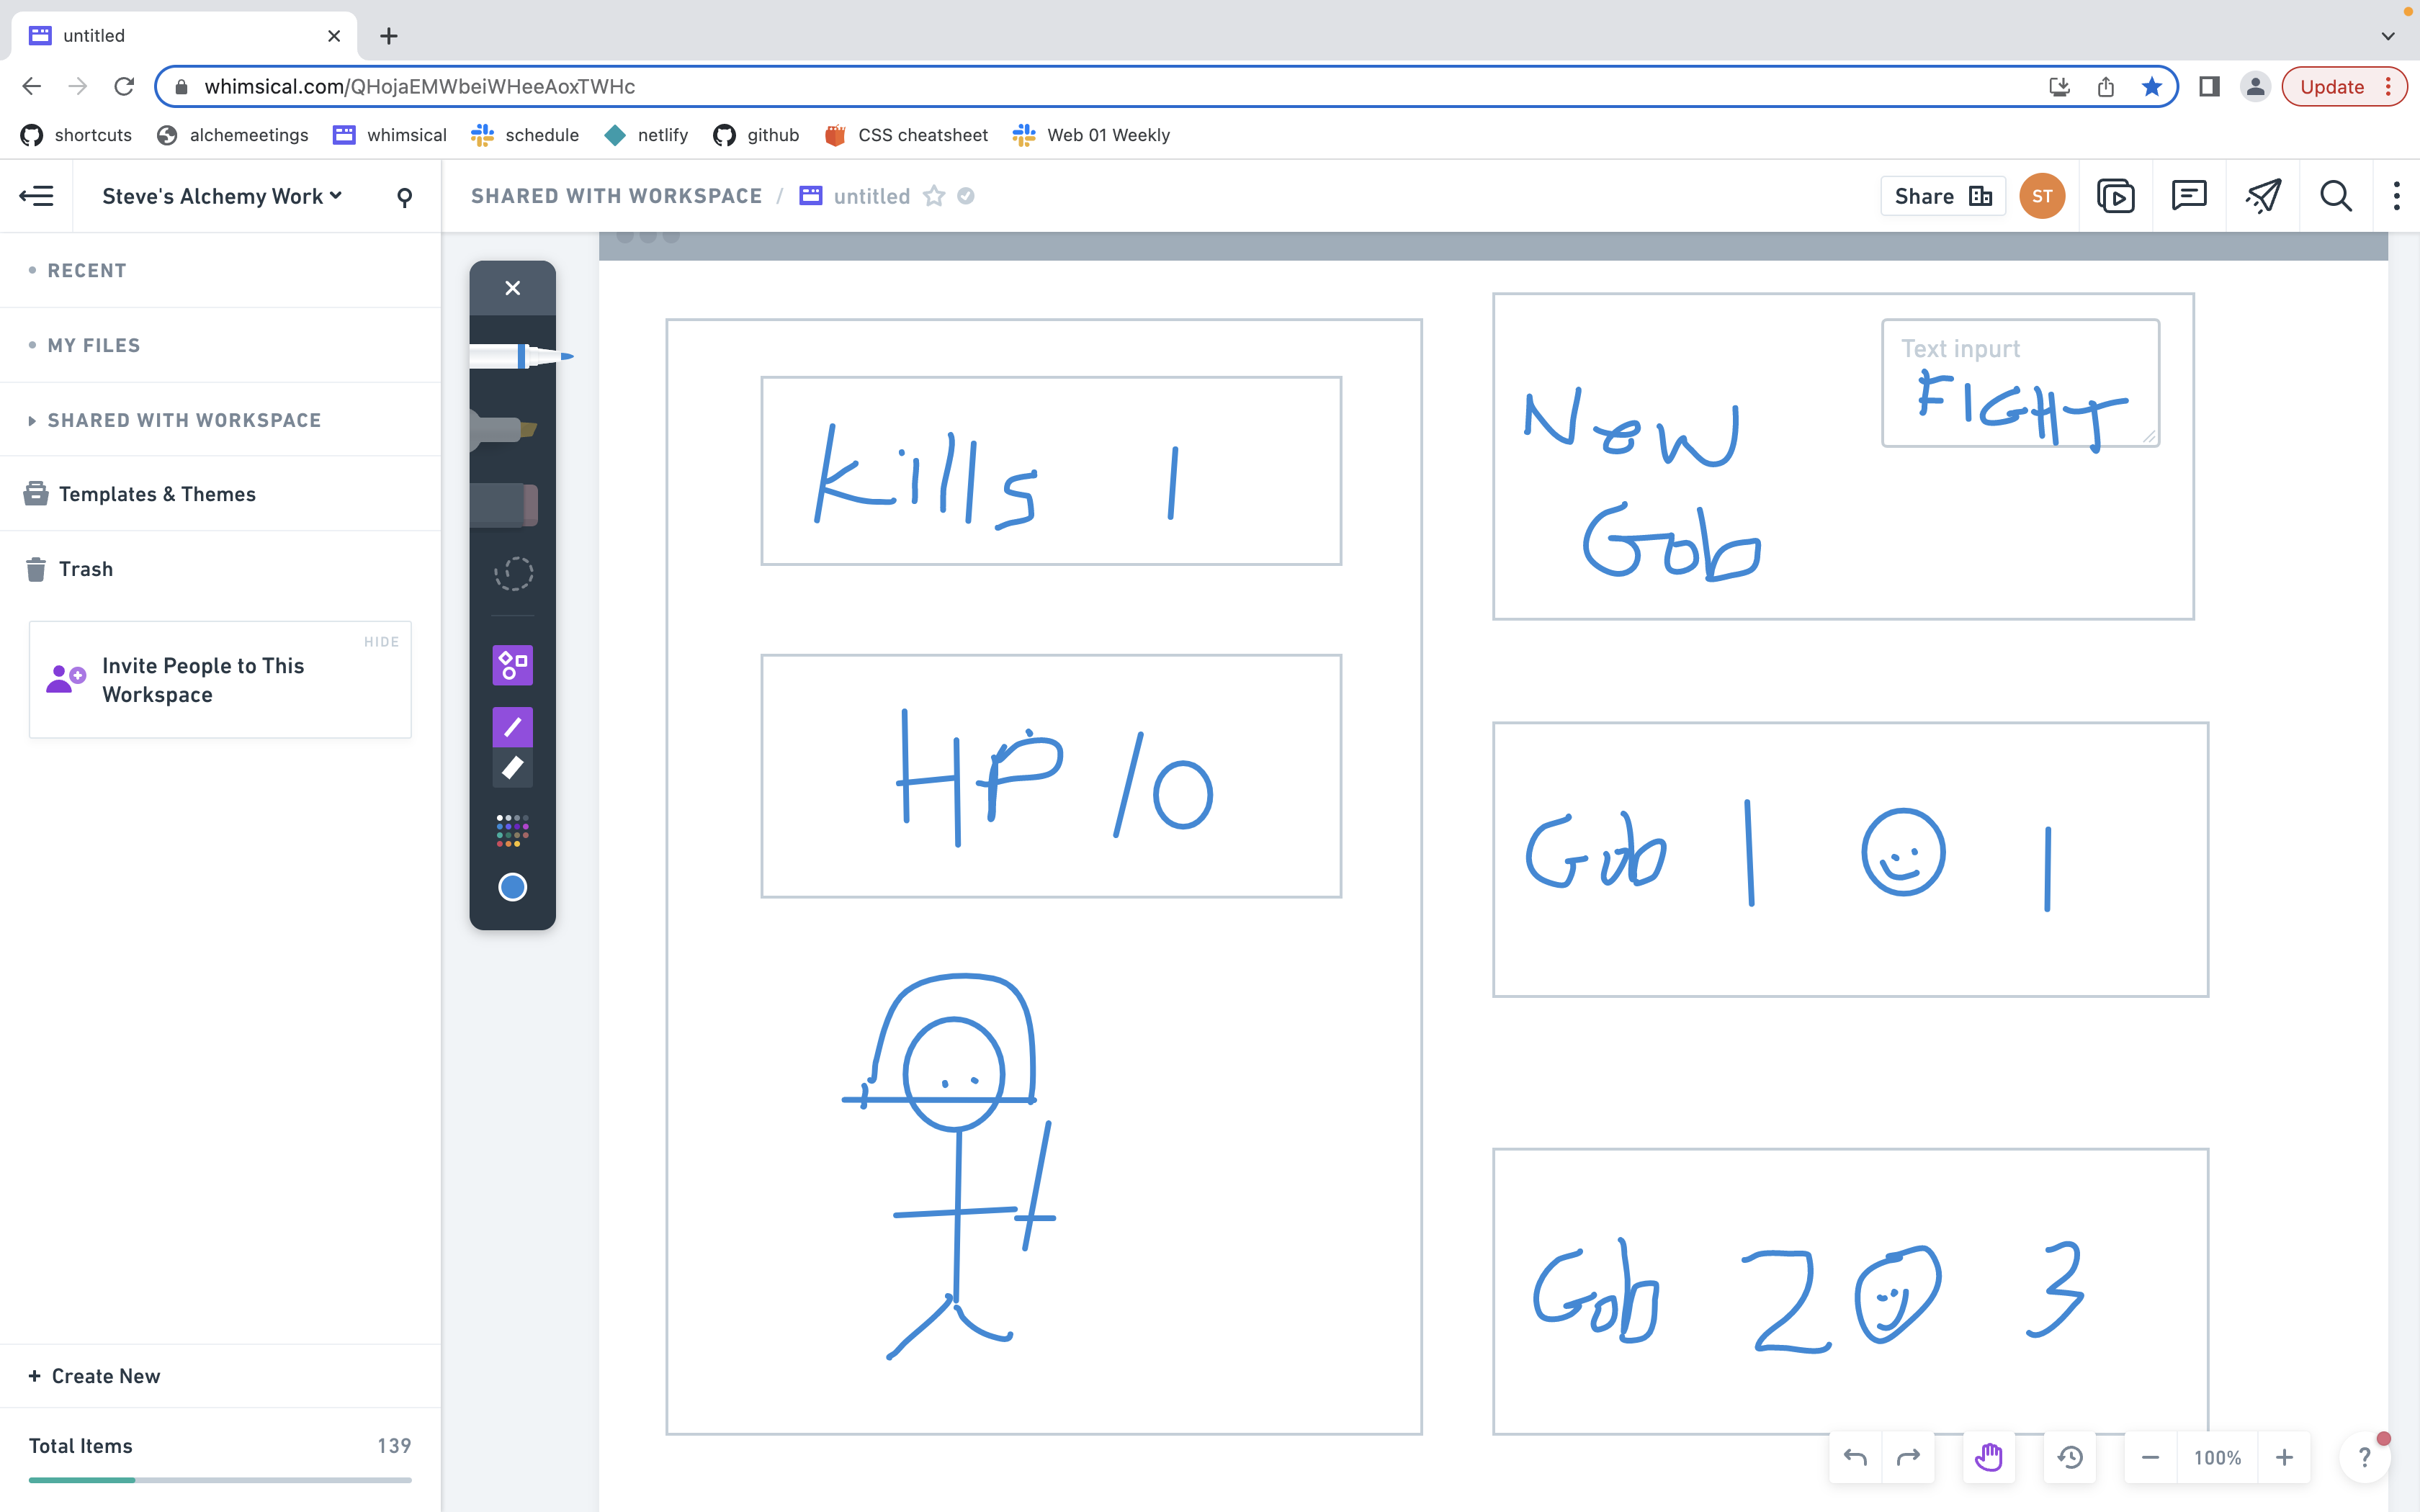 untitled
whimsical.com/QHojaEMWbeiWHeeAoxTWHc
Update
shortcuts
alchemeetings
whimsical
schedule
netlify
github
CSS cheatsheet
Web 01 Weekly
Steve's Alchemy Work
SHARED WITH WORKSPACE / untitled
Share
ST
RECENT
MY FILES
SHARED WITH WORKSPACE
Templates & Themes
Trash
HIDE
Invite People to This
Workspace
+ Create New
Total Items 139
Kills 1
HP 10
Text inpurt
FIGHT
New
Gob
Gob 1 1
Gob 2 3
100%
?